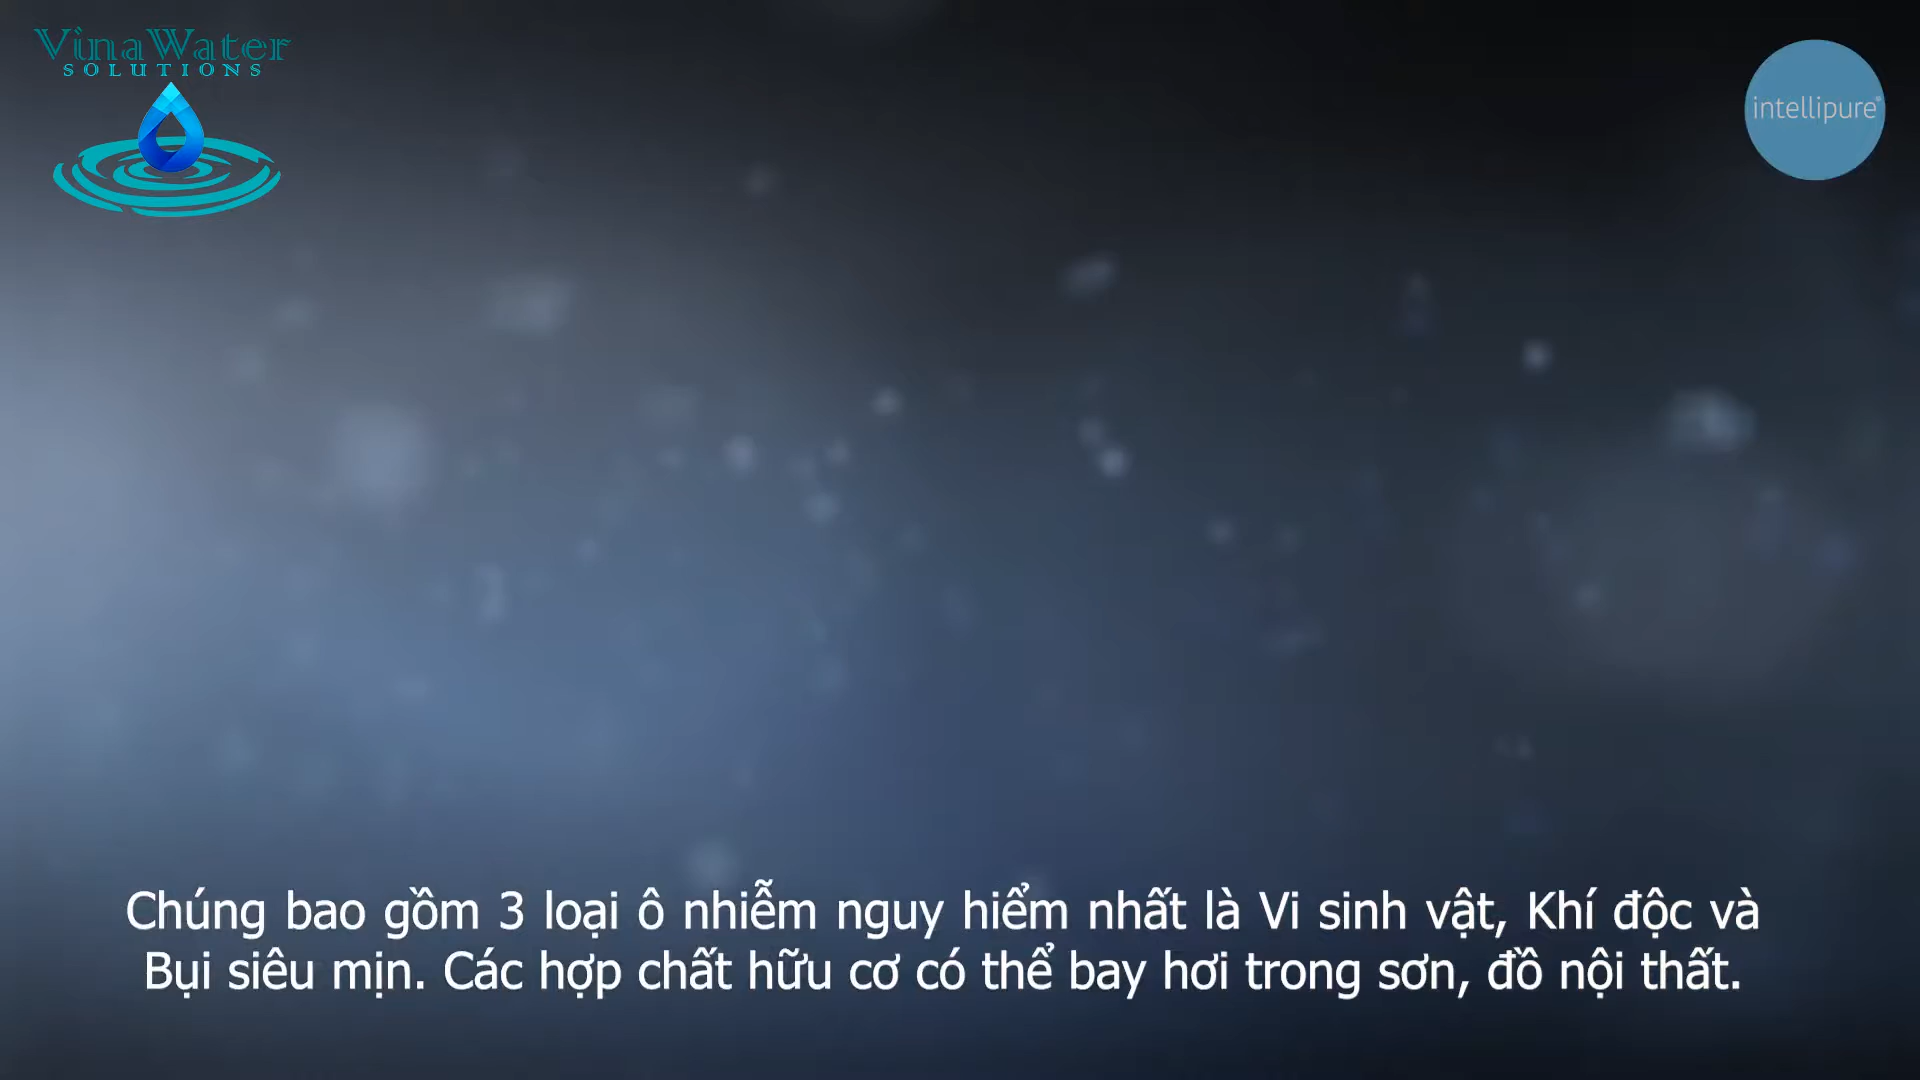 VinaWater
SOLUTIONS
intellipure®
Chúng bao gồm 3 loại ô nhiễm nguy hiểm nhất là Vi sinh vật, Khí độc và
Bụi siêu mịn. Các hợp chất hữu cơ có thể bay hơi trong sơn, đồ nội thất.